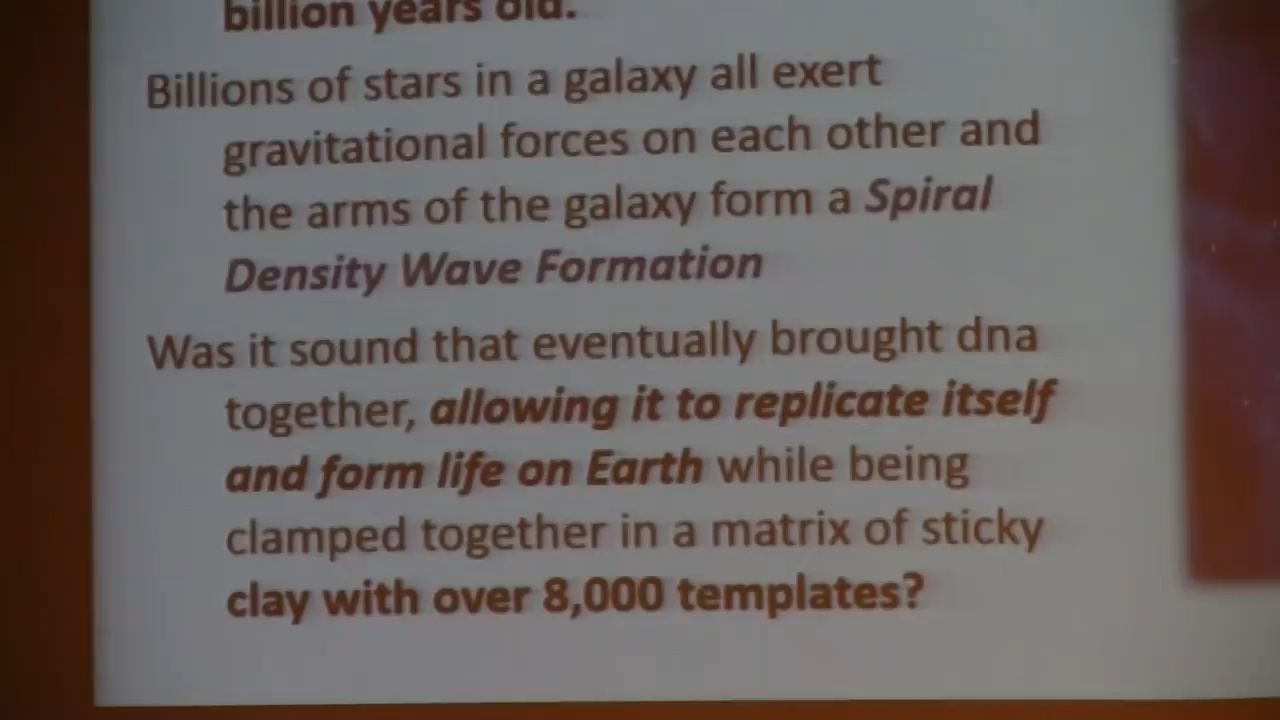 billion years old.
Billions of stars in a galaxy all exert
gravitational forces on each other and
the arms of the galaxy form a Spiral
Density Wave Formation
Was it sound that eventually brought dna
together, allowing it to replicate itself
and form life on Earth while being
clamped together in a matrix of sticky
clay with over 8,000 templates?